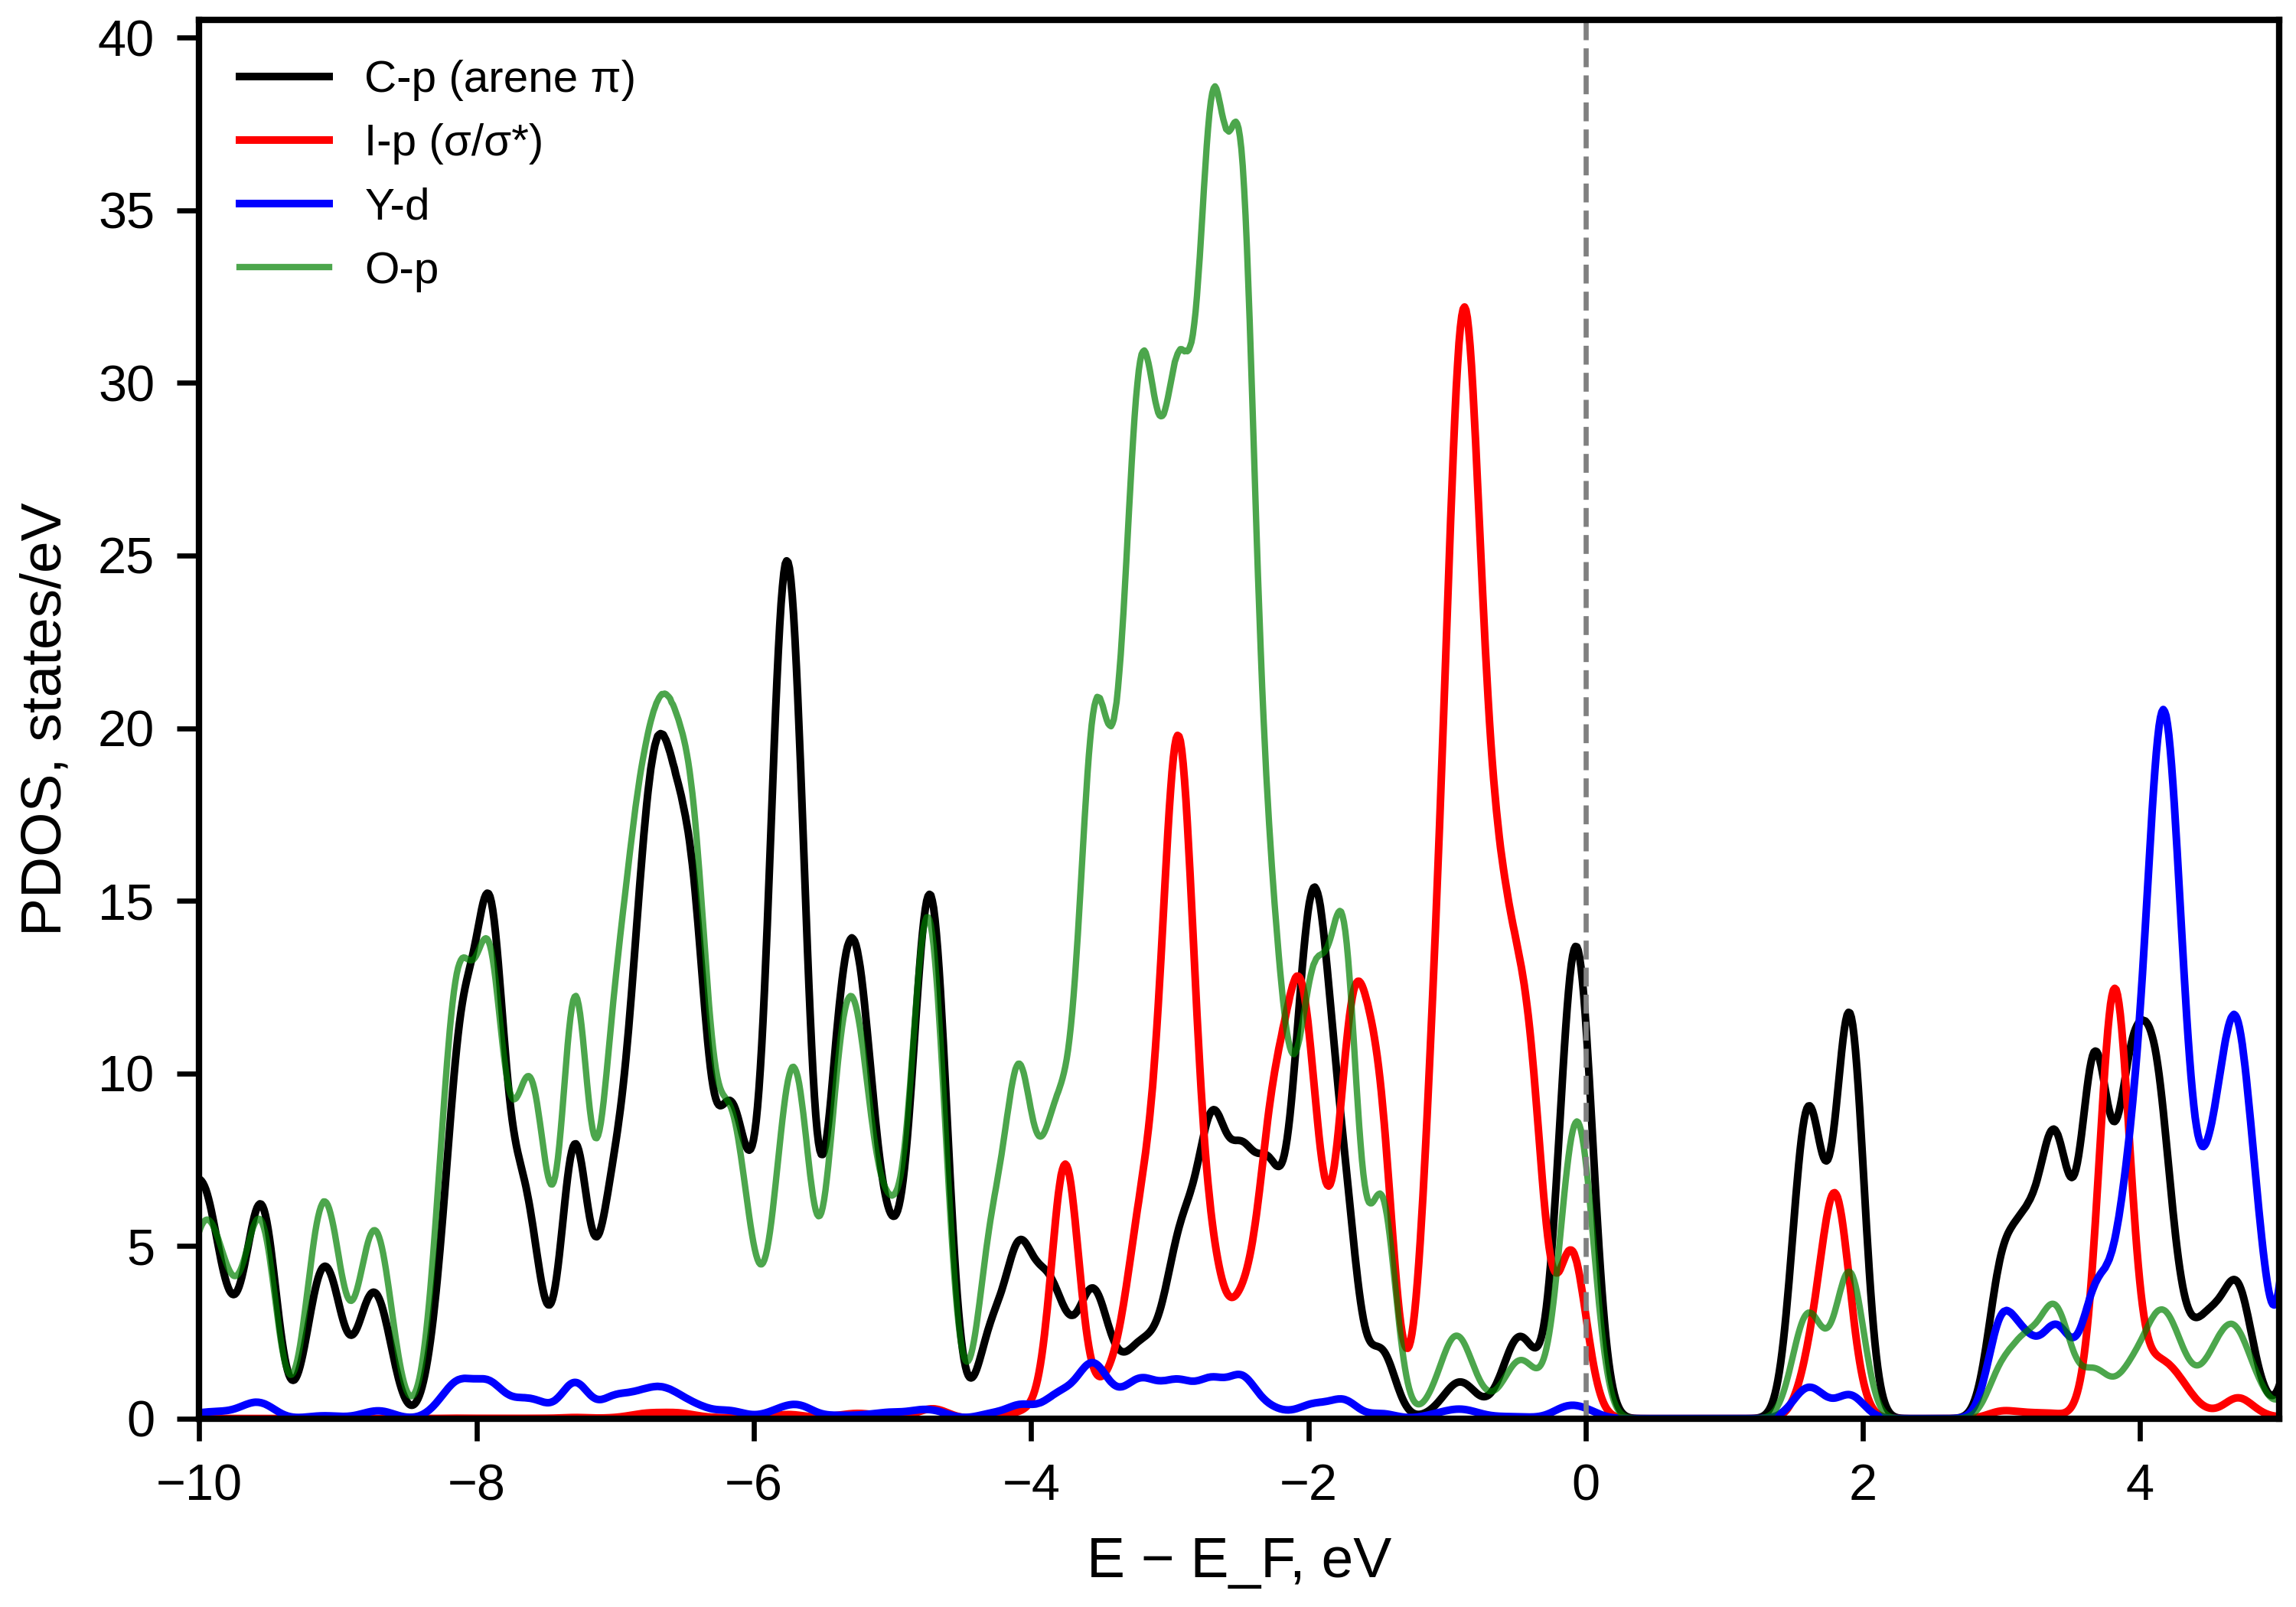 C-p (arene π)
I-p (σ/σ*)
Y-d
O-p
PDOS, states/eV
40
35
30
25
20
15
10
5
0
−10 −8 −6 −4 −2 0 2 4
E − E_F, eV